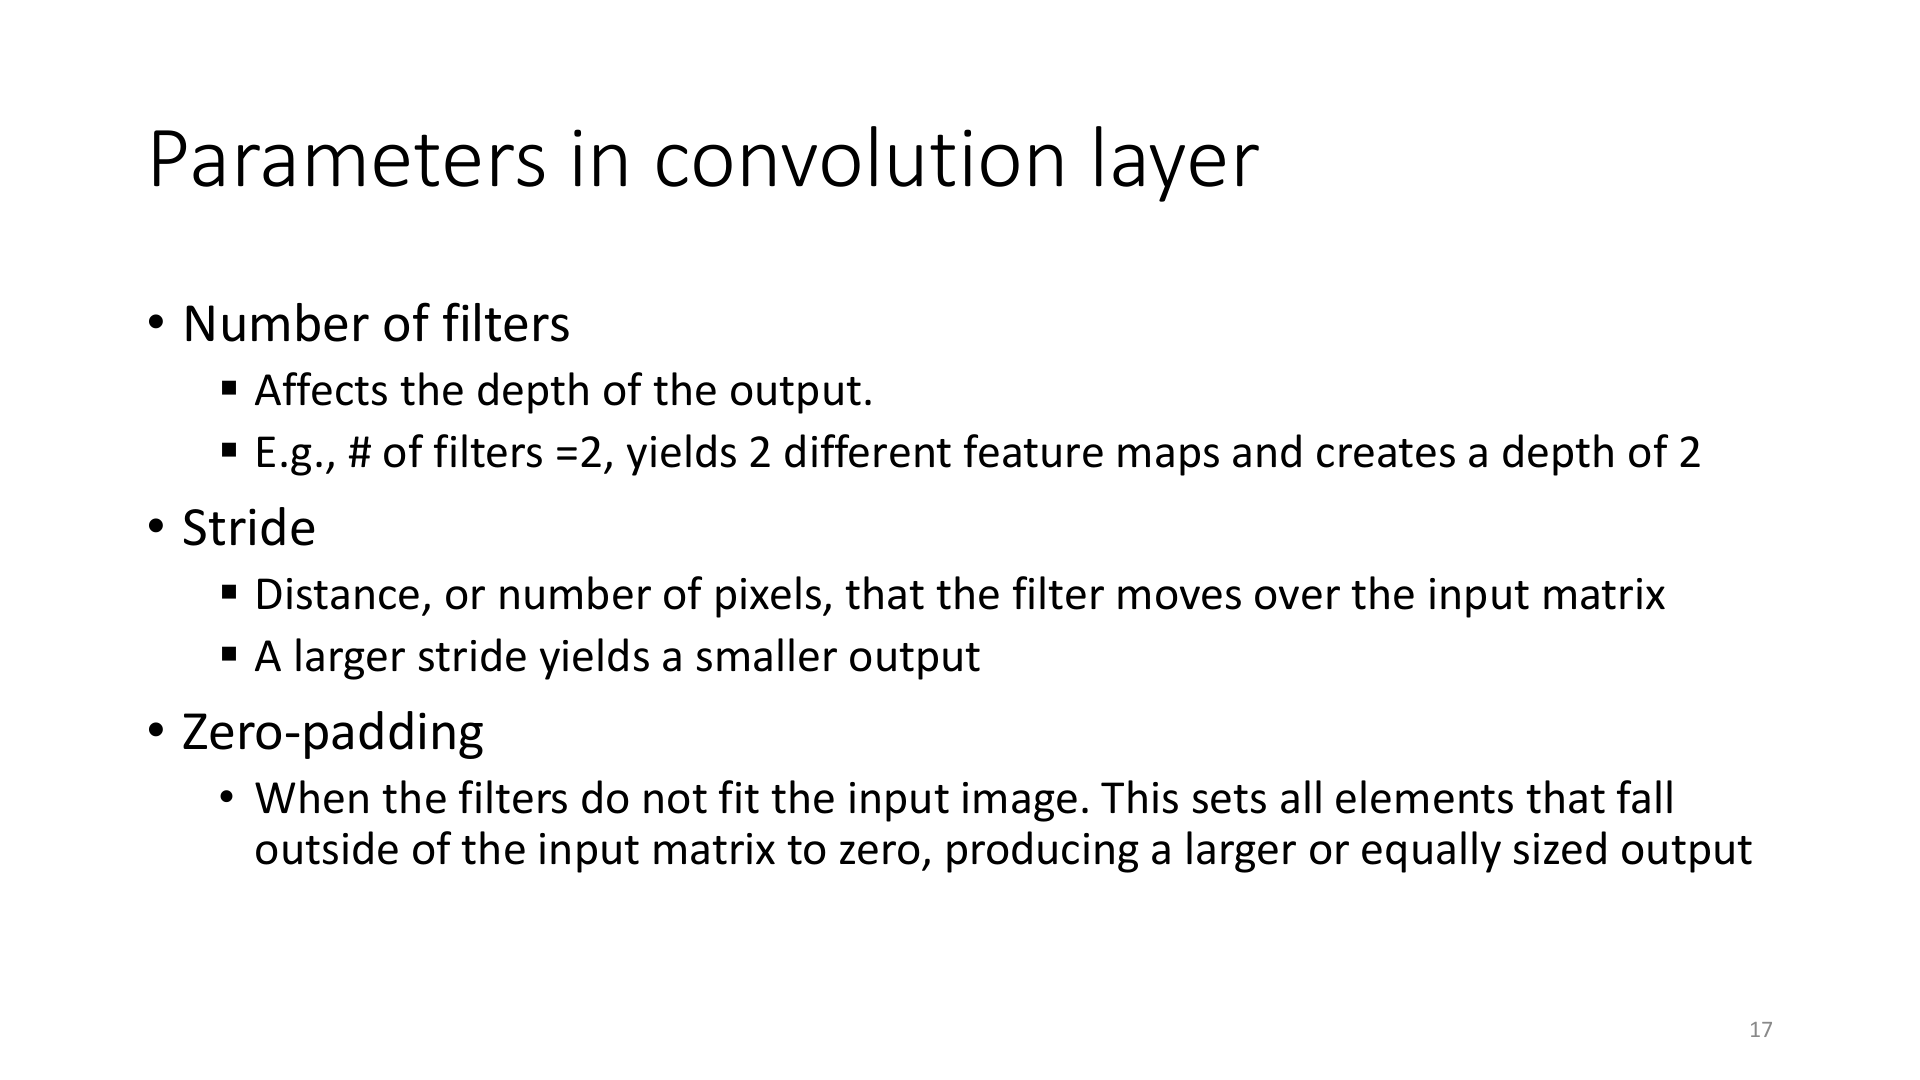 Parameters in convolution layer
• Number of filters
▪ Affects the depth of the output.
▪ E.g., # of filters =2, yields 2 different feature maps and creates a depth of 2
• Stride
▪ Distance, or number of pixels, that the filter moves over the input matrix
▪ A larger stride yields a smaller output
• Zero-padding
• When the filters do not fit the input image. This sets all elements that fall
outside of the input matrix to zero, producing a larger or equally sized output
17